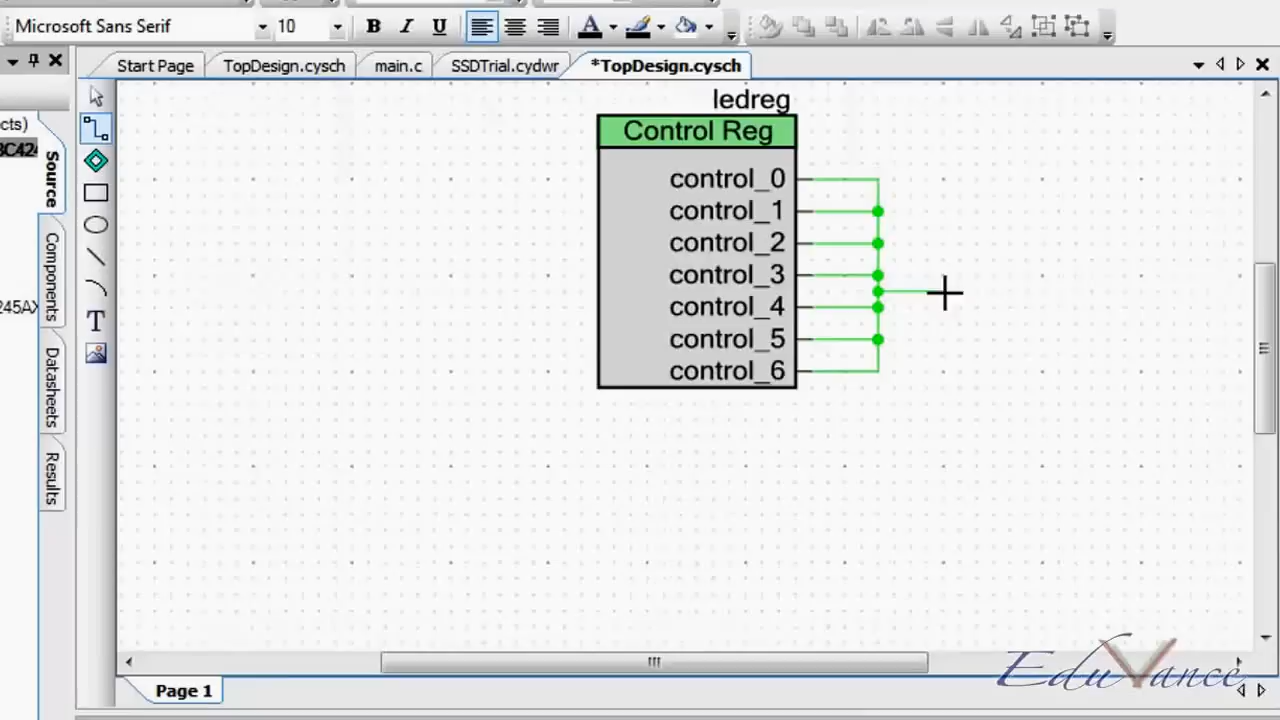 Microsoft Sans Serif 10 B I U A
Start Page TopDesign.cysch main.c SSDTrial.cydwr *TopDesign.cysch
cts)
Source
Components
Datasheets
Results
T
ledreg
Control Reg
control_0
control_1
control_2
control_3
control_4
control_5
control_6
245AX
Page 1
EduVance